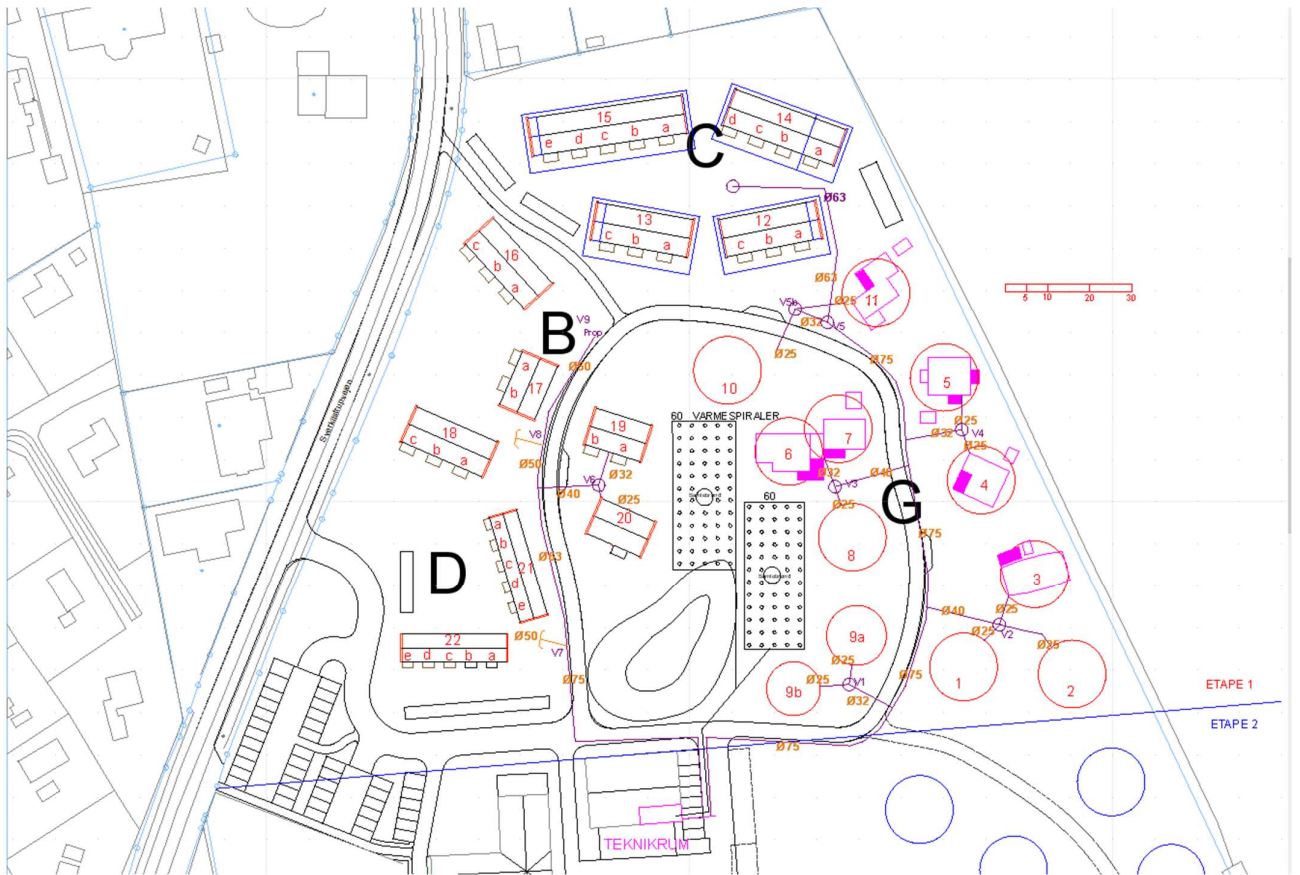 15
e d c b a
14
d c b a
C
Ø63
13
c b a
12
c b a
16
c b a
Ø63
11
V5b
Ø25
Ø32
V5
Ø25
5 10 20 30
B
V9
Prop
Ø50
Ø75
10
5
17
a b
60 VARMESPIRALER
19
b a
18
c b a
V8
Ø50
7
6
Ø25
Ø32
V4
Ø25
Ø32
Ø40
V3
Ø25
4
V6
Ø32
Ø40
Ø25
60
G
20
Ø75
8
D
21
a b c d e
Ø63
3
Ø40
Ø25
V2
Ø25
Ø25
22
e d c b a
Ø50
V7
9a
Ø25
Ø25
V1
9b
Ø32
Ø75
1
2
Ø75
ETAPE 1
ETAPE 2
Ø75
TEKNIKRUM